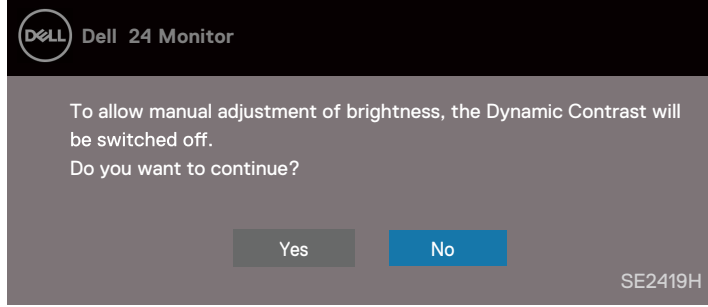 DELL Dell 24 Monitor
To allow manual adjustment of brightness, the Dynamic Contrast will
be switched off.
Do you want to continue?
Yes No
SE2419H